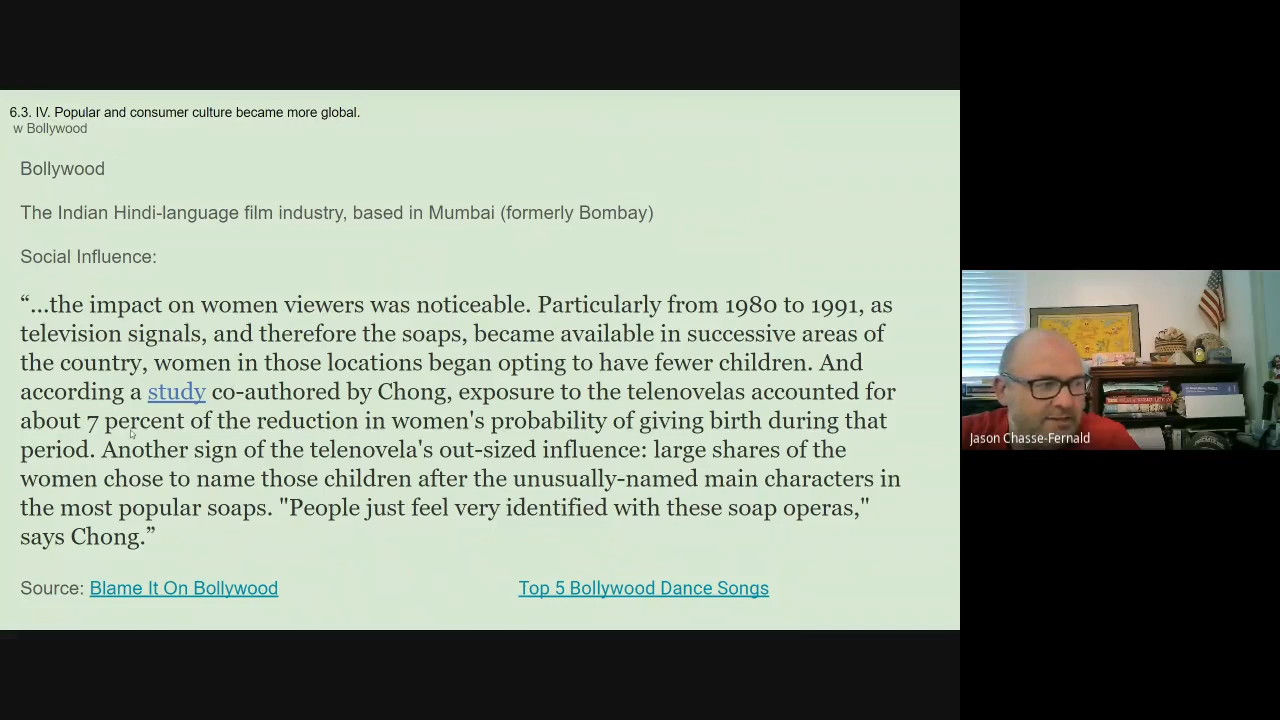 6.3. IV. Popular and consumer culture became more global.
w Bollywood
Bollywood
The Indian Hindi-language film industry, based in Mumbai (formerly Bombay)
Social Influence:
“...the impact on women viewers was noticeable. Particularly from 1980 to 1991, as
television signals, and therefore the soaps, became available in successive areas of
the country, women in those locations began opting to have fewer children. And
according a study co-authored by Chong, exposure to the telenovelas accounted for
about 7 percent of the reduction in women's probability of giving birth during that
period. Another sign of the telenovela's out-sized influence: large shares of the
women chose to name those children after the unusually-named main characters in
the most popular soaps. "People just feel very identified with these soap operas,"
says Chong.”
Source: Blame It On Bollywood
Top 5 Bollywood Dance Songs
Jason Chasse-Fernald